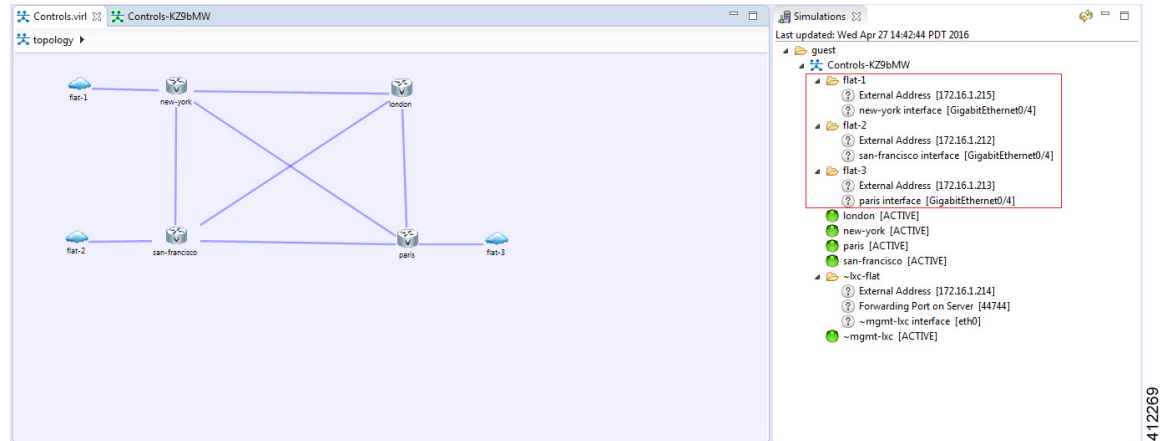 Controls.virl
Controls-KZ9bMW
topology
flat-1
new-york
london
flat-2
san-francisco
paris
flat-3
Simulations
Last updated: Wed Apr 27 14:42:44 PDT 2016
guest
Controls-KZ9bMW
flat-1
External Address [172.16.1.215]
new-york interface [GigabitEthernet0/4]
flat-2
External Address [172.16.1.212]
san-francisco interface [GigabitEthernet0/4]
flat-3
External Address [172.16.1.213]
paris interface [GigabitEthernet0/4]
london [ACTIVE]
new-york [ACTIVE]
paris [ACTIVE]
san-francisco [ACTIVE]
~lxc-flat
External Address [172.16.1.214]
Forwarding Port on Server [44744]
~mgmt-lxc interface [eth0]
~mgmt-lxc [ACTIVE]
412269